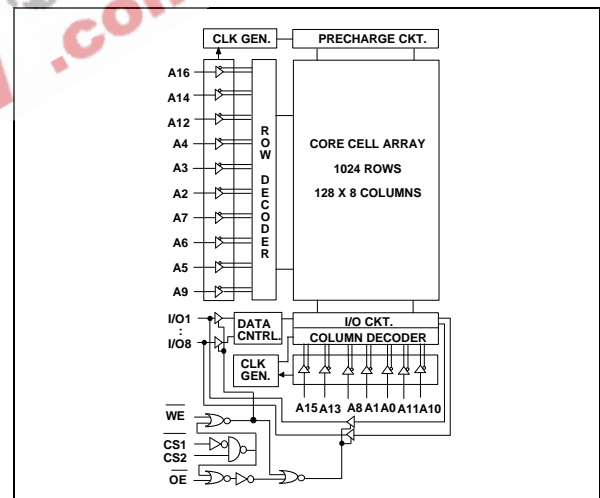 .com
CLK GEN.
PRECHARGE CKT.
A16
A14
A12
A4
A3
A2
A7
A6
A5
A9
ROW DECODER
CORE CELL ARRAY
1024 ROWS
128 X 8 COLUMNS
I/O1
:
I/O8
DATA
CNTRL.
I/O CKT.
COLUMN DECODER
CLK
GEN.
A15 A13 A8 A1 A0 A11 A10
WE
CS1
CS2
OE